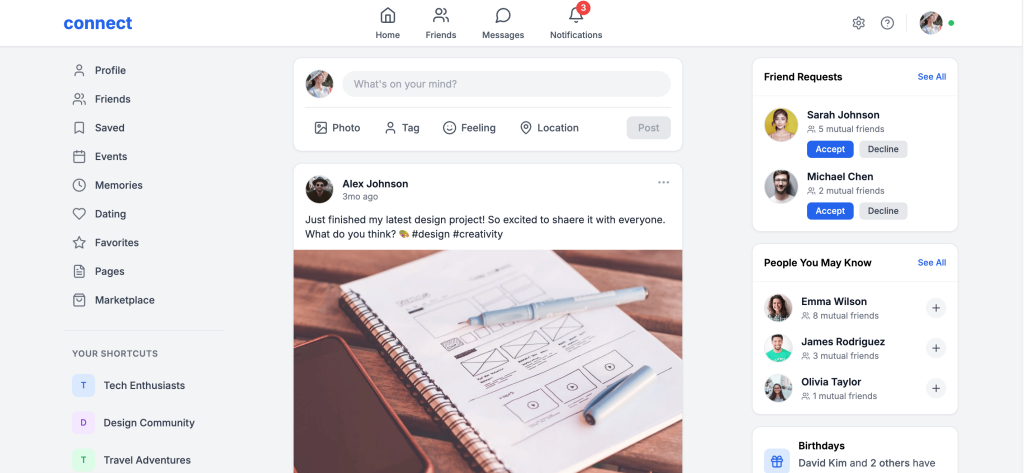 connect
Home
Friends
Messages
3
Notifications
Profile
Friends
Saved
Events
Memories
Dating
Favorites
Pages
Marketplace
YOUR SHORTCUTS
T Tech Enthusiasts
D Design Community
T Travel Adventures
What's on your mind?
Photo
Tag
Feeling
Location
Post
Alex Johnson
3mo ago
Just finished my latest design project! So excited to shaere it with everyone.
What do you think? 🎨 #design #creativity
Friend Requests
See All
Sarah Johnson
5 mutual friends
Accept
Decline
Michael Chen
2 mutual friends
Accept
Decline
People You May Know
See All
Emma Wilson
8 mutual friends
James Rodriguez
3 mutual friends
Olivia Taylor
1 mutual friends
Birthdays
David Kim and 2 others have